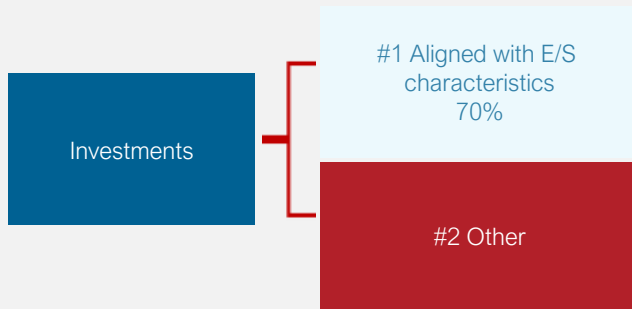 #1 Aligned with E/S
characteristics
70%
Investments
#2 Other